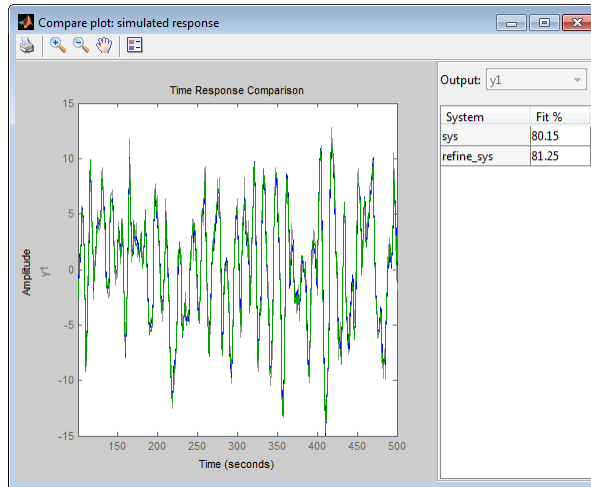 Compare plot: simulated response
Time Response Comparison
15
10
5
0
-5
-10
-15
Amplitude
y1
150 200 250 300 350 400 450 500
Time (seconds)
Output: y1
System Fit %
sys 80.15
refine_sys 81.25